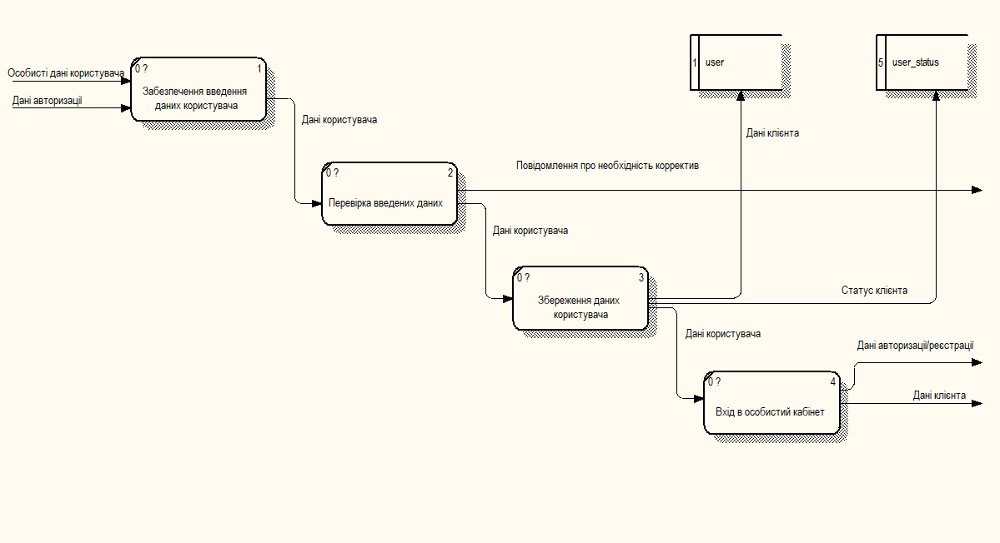 Особисті дані користувача
Дані авторизації
0 ?
1
Забезпечення введення
даних користувача
Дані користувача
1
user
5
user_status
Дані клієнта
0 ?
2
Перевірка введених даних
Повідомлення про необхідність корректив
Дані користувача
0 ?
3
Збереження даних
користувача
Статус клієнта
Дані користувача
Дані авторизації/реєстрації
0 ?
4
Вхід в особистий кабінет
Дані клієнта